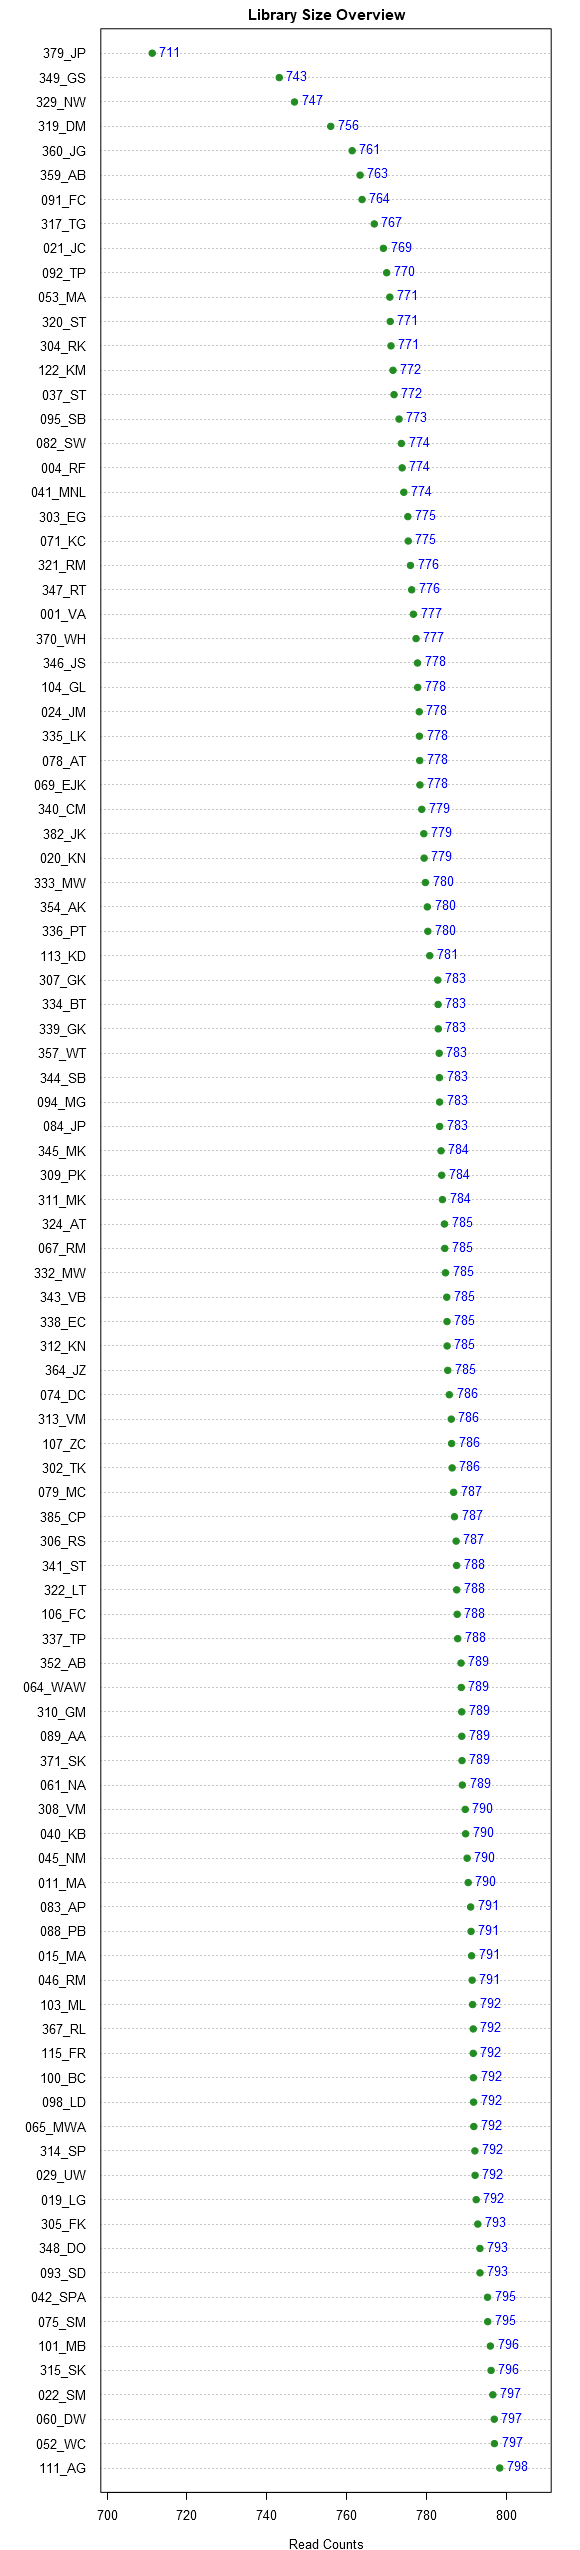 Library Size Overview
379_JP 711
349_GS 743
329_NW 747
319_DM 756
360_JG 761
359_AB 763
091_FC 764
317_TG 767
021_JC 769
092_TP 770
053_MA 771
320_ST 771
304_RK 771
122_KM 772
037_ST 772
095_SB 773
082_SW 774
004_RF 774
041_MNL 774
303_EG 775
071_KC 775
321_RM 776
347_RT 776
001_VA 777
370_WH 777
346_JS 778
104_GL 778
024_JM 778
335_LK 778
078_AT 778
069_EJK 778
340_CM 779
382_JK 779
020_KN 779
333_MW 780
354_AK 780
336_PT 780
113_KD 781
307_GK 783
334_BT 783
339_GK 783
357_WT 783
344_SB 783
094_MG 783
084_JP 783
345_MK 784
309_PK 784
311_MK 784
324_AT 785
067_RM 785
332_MW 785
343_VB 785
338_EC 785
312_KN 785
364_JZ 785
074_DC 786
313_VM 786
107_ZC 786
302_TK 786
079_MC 787
385_CP 787
306_RS 787
341_ST 788
322_LT 788
106_FC 788
337_TP 788
352_AB 789
064_WAW 789
310_GM 789
089_AA 789
371_SK 789
061_NA 789
308_VM 790
040_KB 790
045_NM 790
011_MA 790
083_AP 791
088_PB 791
015_MA 791
046_RM 791
103_ML 792
367_RL 792
115_FR 792
100_BC 792
098_LD 792
065_MWA 792
314_SP 792
029_UW 792
019_LG 792
305_FK 793
348_DO 793
093_SD 793
042_SPA 795
075_SM 795
101_MB 796
315_SK 796
022_SM 797
060_DW 797
052_WC 797
111_AG 798
700 720 740 760 780 800
Read Counts